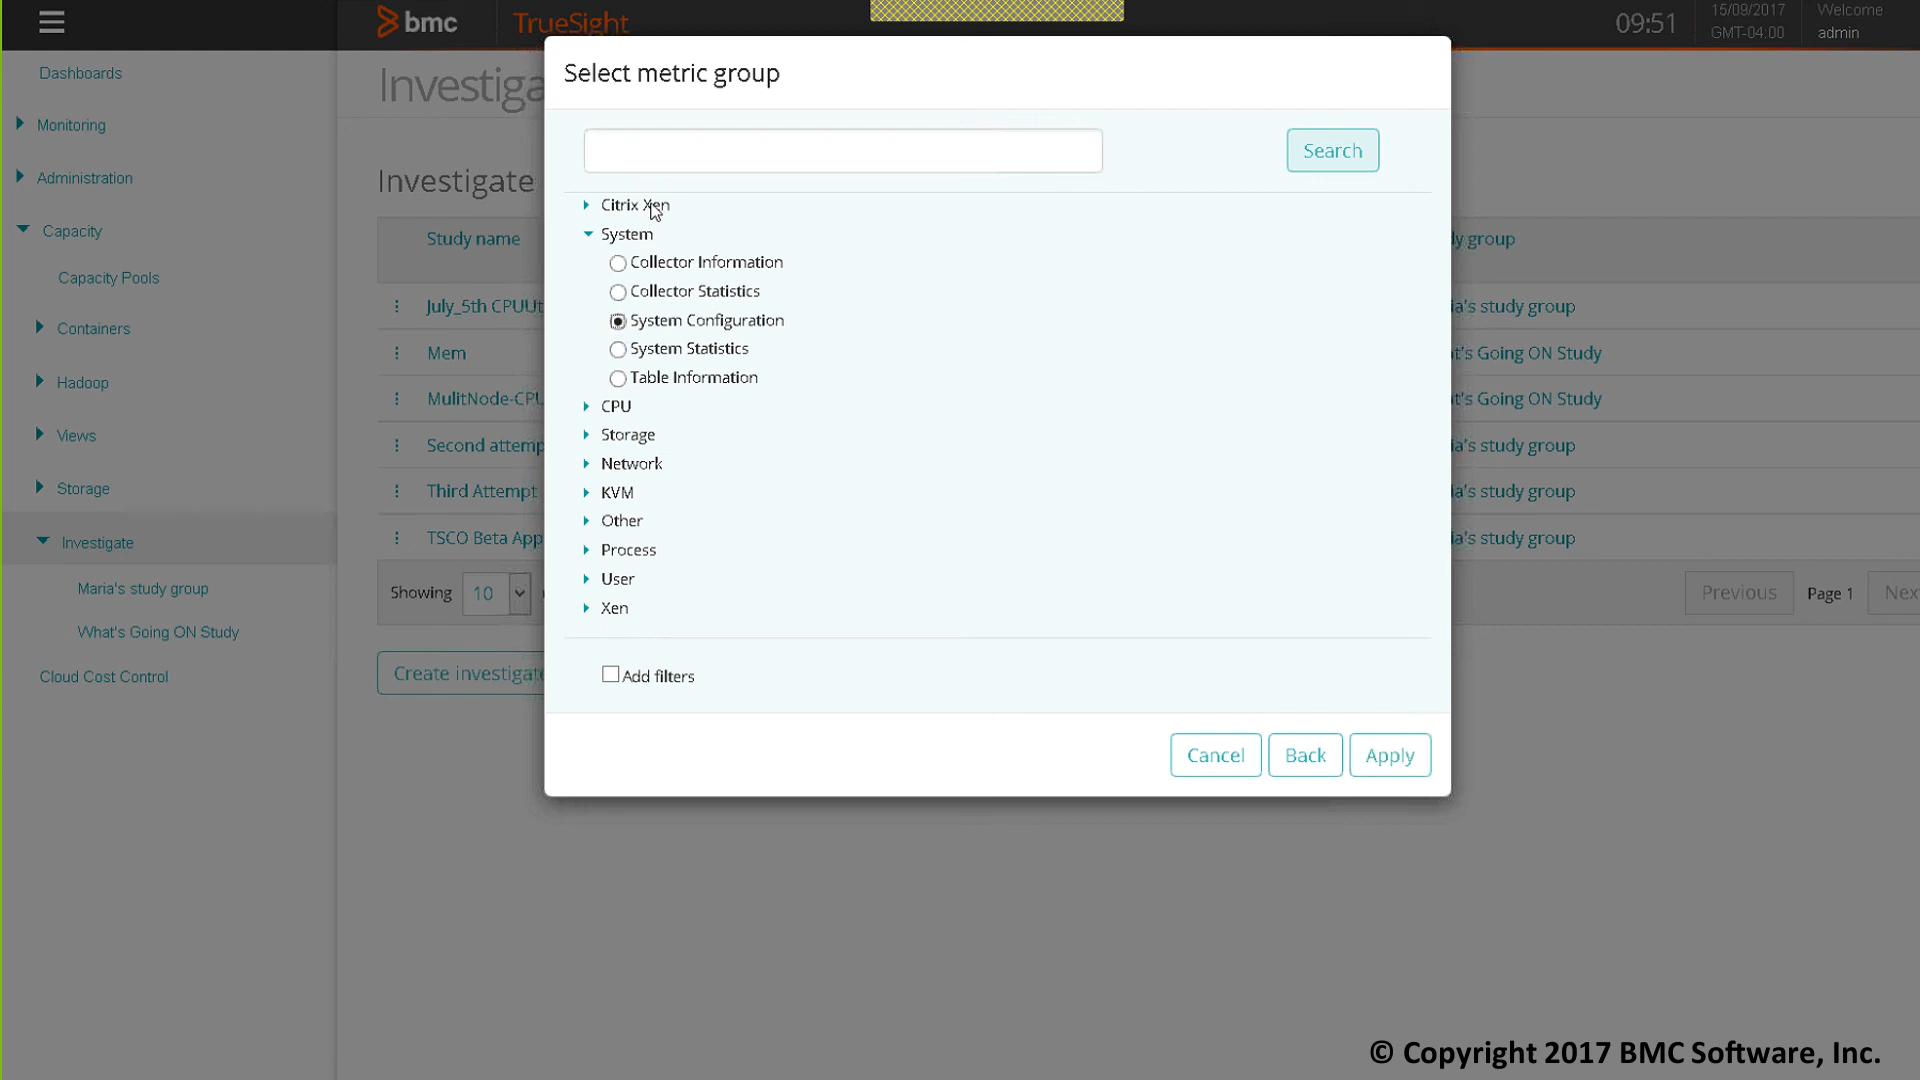 bmc TrueSight
09:51
15/09/2017
GMT-04:00
Welcome
admin
Dashboards
Monitoring
Administration
Capacity
Capacity Pools
Containers
Hadoop
Views
Storage
Investigate
Maria's study group
What's Going ON Study
Cloud Cost Control
Investiga
Investigate
Study name
July_5th CPUUt
Mem
MulitNode-CPU
Second attemp
Third Attempt
TSCO Beta App
Showing 10
Create investigate
Select metric group
Search
Citrix Xen
System
Collector Information
Collector Statistics
System Configuration
System Statistics
Table Information
CPU
Storage
Network
KVM
Other
Process
User
Xen
Add filters
Cancel Back Apply
dy group
ia's study group
t's Going ON Study
t's Going ON Study
ia's study group
ia's study group
ia's study group
Previous Page 1 Nex
© Copyright 2017 BMC Software, Inc.